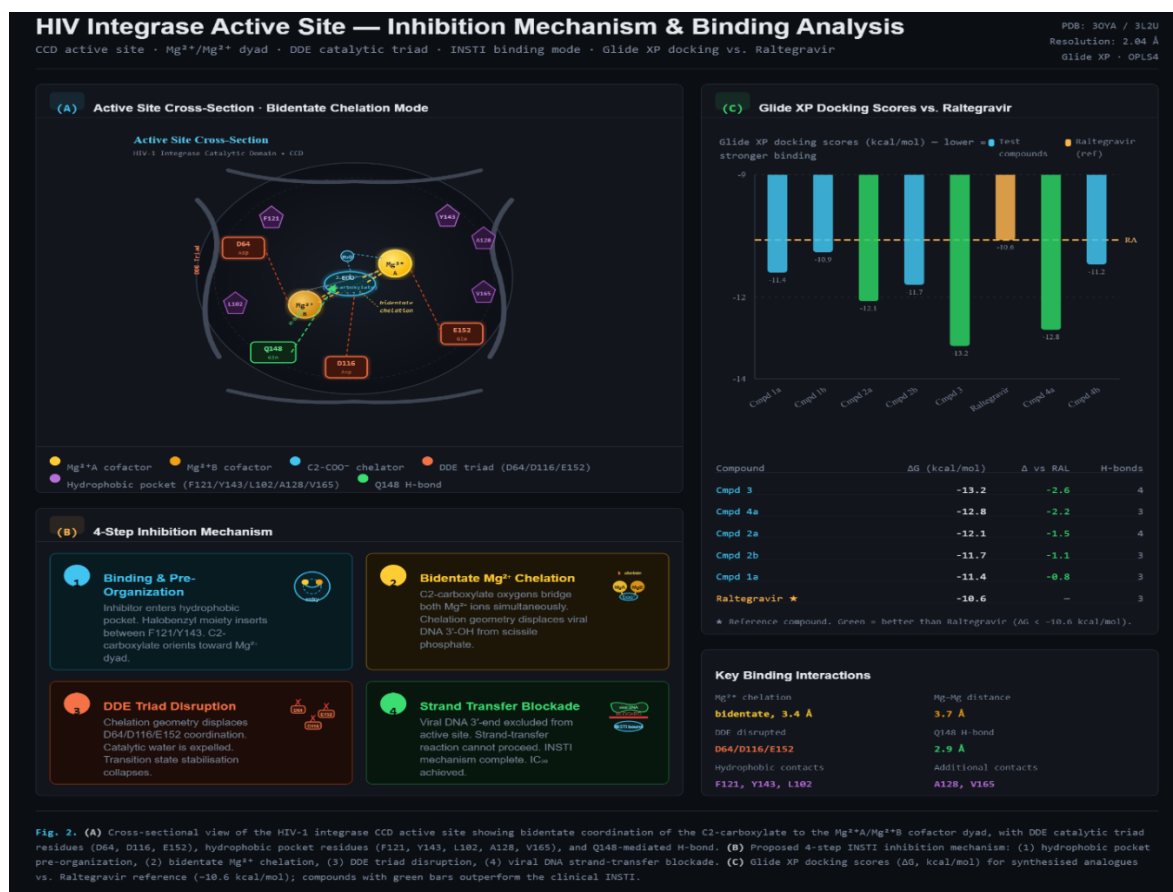 HIV Integrase Active Site — Inhibition Mechanism & Binding Analysis
CCD active site · Mg²⁺/Mg²⁺ dyad · DDE catalytic triad · INSTI binding mode · Glide XP docking vs. Raltegravir
PDB: 3OYA / 3L2U
Resolution: 2.04 Å
Glide XP · OPLS4
(A) Active Site Cross-Section · Bidentate Chelation Mode
Active Site Cross-Section
HIV-1 Integrase Catalytic Domain • CCD
F121
Y143
A128
D64
Asp
Mg²⁺
A
Mg²⁺
B
bidentate
chelation
L102
V165
Q148
Gln
D116
Asp
E152
Glu
Mg²⁺A cofactor
Mg²⁺B cofactor
C2-COO⁻ chelator
DDE triad (D64/D116/E152)
Hydrophobic pocket (F121/Y143/L102/A128/V165)
Q148 H-bond
(B) 4-Step Inhibition Mechanism
1
Binding & Pre-
Organization
Inhibitor enters hydrophobic
pocket. Halobenzyl moiety inserts
between F121/Y143. C2-
carboxylate orients toward Mg²⁺
dyad.
2
Bidentate Mg²⁺ Chelation
C2-carboxylate oxygens bridge
both Mg²⁺ ions simultaneously.
Chelation geometry displaces viral
DNA 3'-OH from scissile
phosphate.
3
DDE Triad Disruption
Chelation geometry displaces
D64/D116/E152 coordination.
Catalytic water is expelled.
Transition state stabilisation
collapses.
4
Strand Transfer Blockade
Viral DNA 3'-end excluded from
active site. Strand-transfer
reaction cannot proceed. INSTI
mechanism complete. IC₅₀
achieved.
(C) Glide XP Docking Scores vs. Raltegravir
Glide XP docking scores (kcal/mol) — lower =
stronger binding
Test
compounds
Raltegravir
(ref)
-9
-12
-14
RA
-11.4
-10.9
-12.1
-11.7
13.2
-10.6
-12.8
-11.2
Cmpd 1a
Cmpd 1b
Cmpd 2a
Cmpd 2b
Cmpd 3
Raltegravir
Cmpd 4a
Cmpd 4b
Compound ΔG (kcal/mol) Δ vs RAL H-bonds
Cmpd 3 -13.2 -2.6 4
Cmpd 4a -12.8 -2.2 3
Cmpd 2a -12.1 -1.5 4
Cmpd 2b -11.7 -1.1 3
Cmpd 1a -11.4 -0.8 3
Raltegravir ★ -10.6 — 3
★ Reference compound. Green = better than Raltegravir (ΔG < -10.6 kcal/mol).
Key Binding Interactions
Mg²⁺ chelation Mg-Mg distance
bidentate, 3.4 Å 3.7 Å
DDE disrupted Q148 H-bond
D64/D116/E152 2.9 Å
Hydrophobic contacts Additional contacts
F121, Y143, L102 A128, V165
Fig. 2. (A) Cross-sectional view of the HIV-1 integrase CCD active site showing bidentate coordination of the C2-carboxylate to the Mg²⁺A/Mg²⁺B cofactor dyad, with DDE catalytic triad
residues (D64, D116, E152), hydrophobic pocket residues (F121, Y143, L102, A128, V165), and Q148-mediated H-bond. (B) Proposed 4-step INSTI inhibition mechanism: (1) hydrophobic pocket
pre-organization, (2) bidentate Mg²⁺ chelation, (3) DDE triad disruption, (4) viral DNA strand-transfer blockade. (C) Glide XP docking scores (ΔG, kcal/mol) for synthesised analogues
vs. Raltegravir reference (−10.6 kcal/mol); compounds with green bars outperform the clinical INSTI.